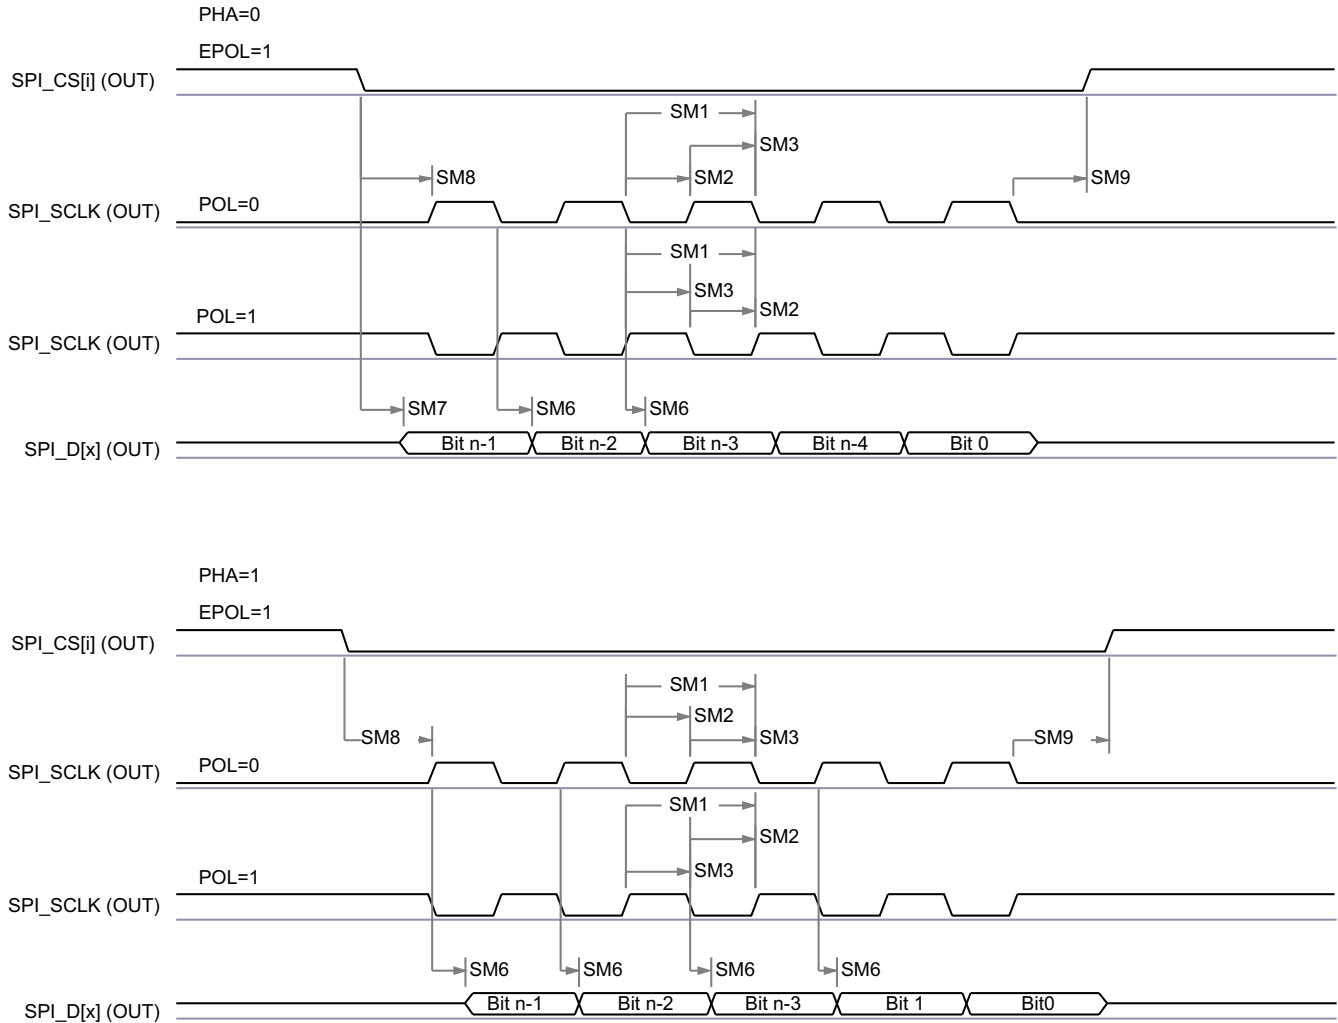 PHA=0
EPOL=1
SPI_CS[i] (OUT)
SM1
SM3
SM8
SM2
SM9
SPI_SCLK (OUT)
POL=0
SM1
SM3
SM2
POL=1
SPI_SCLK (OUT)
SM7
SM6
SM6
SPI_D[x] (OUT)
Bit n-1
Bit n-2
Bit n-3
Bit n-4
Bit 0
PHA=1
EPOL=1
SPI_CS[i] (OUT)
SM1
SM2
SM8
SM3
SM9
SPI_SCLK (OUT)
POL=0
SM1
SM2
SM3
POL=1
SPI_SCLK (OUT)
SM6
SM6
SM6
SM6
SPI_D[x] (OUT)
Bit n-1
Bit n-2
Bit n-3
Bit 1
Bit0